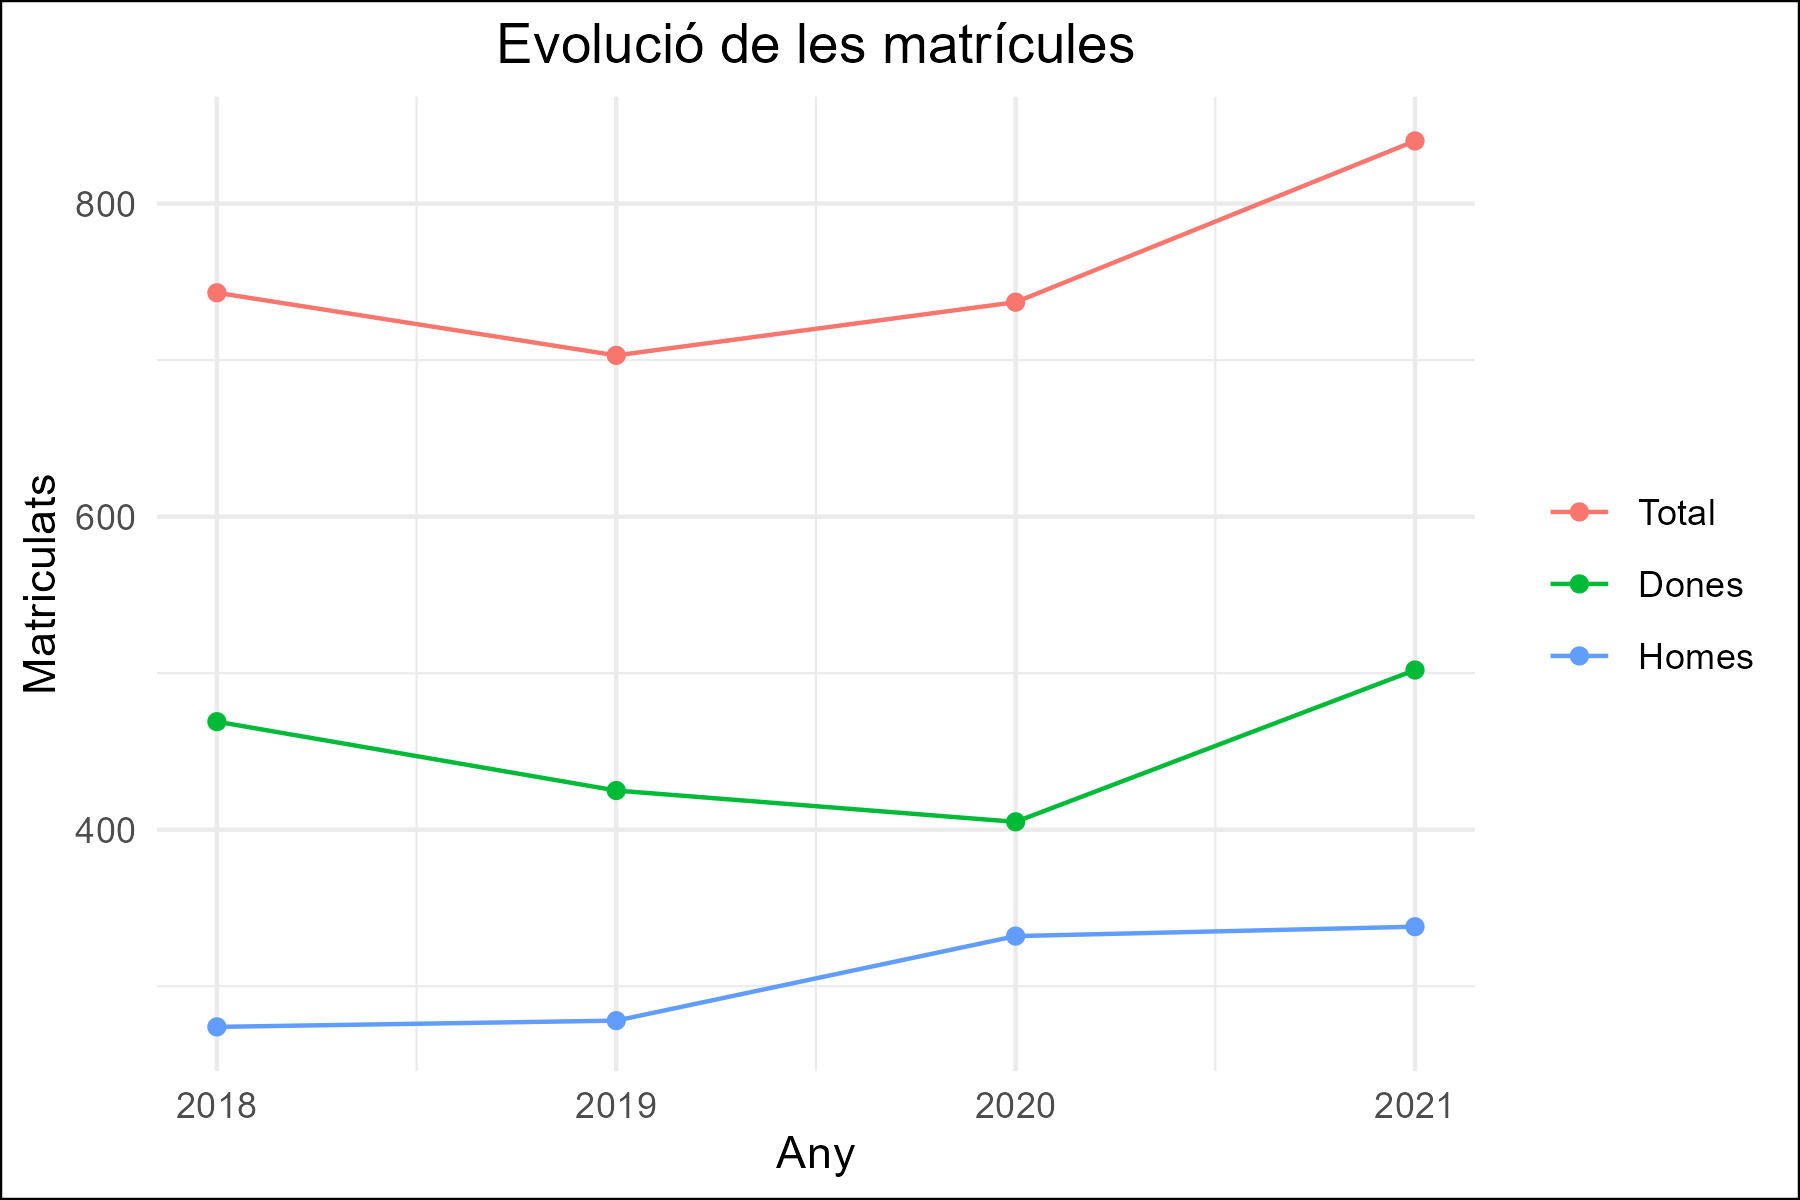 Evolució de les matrícules
Matriculats
800
600
400
2018
2019
2020
2021
Any
Total
Dones
Homes